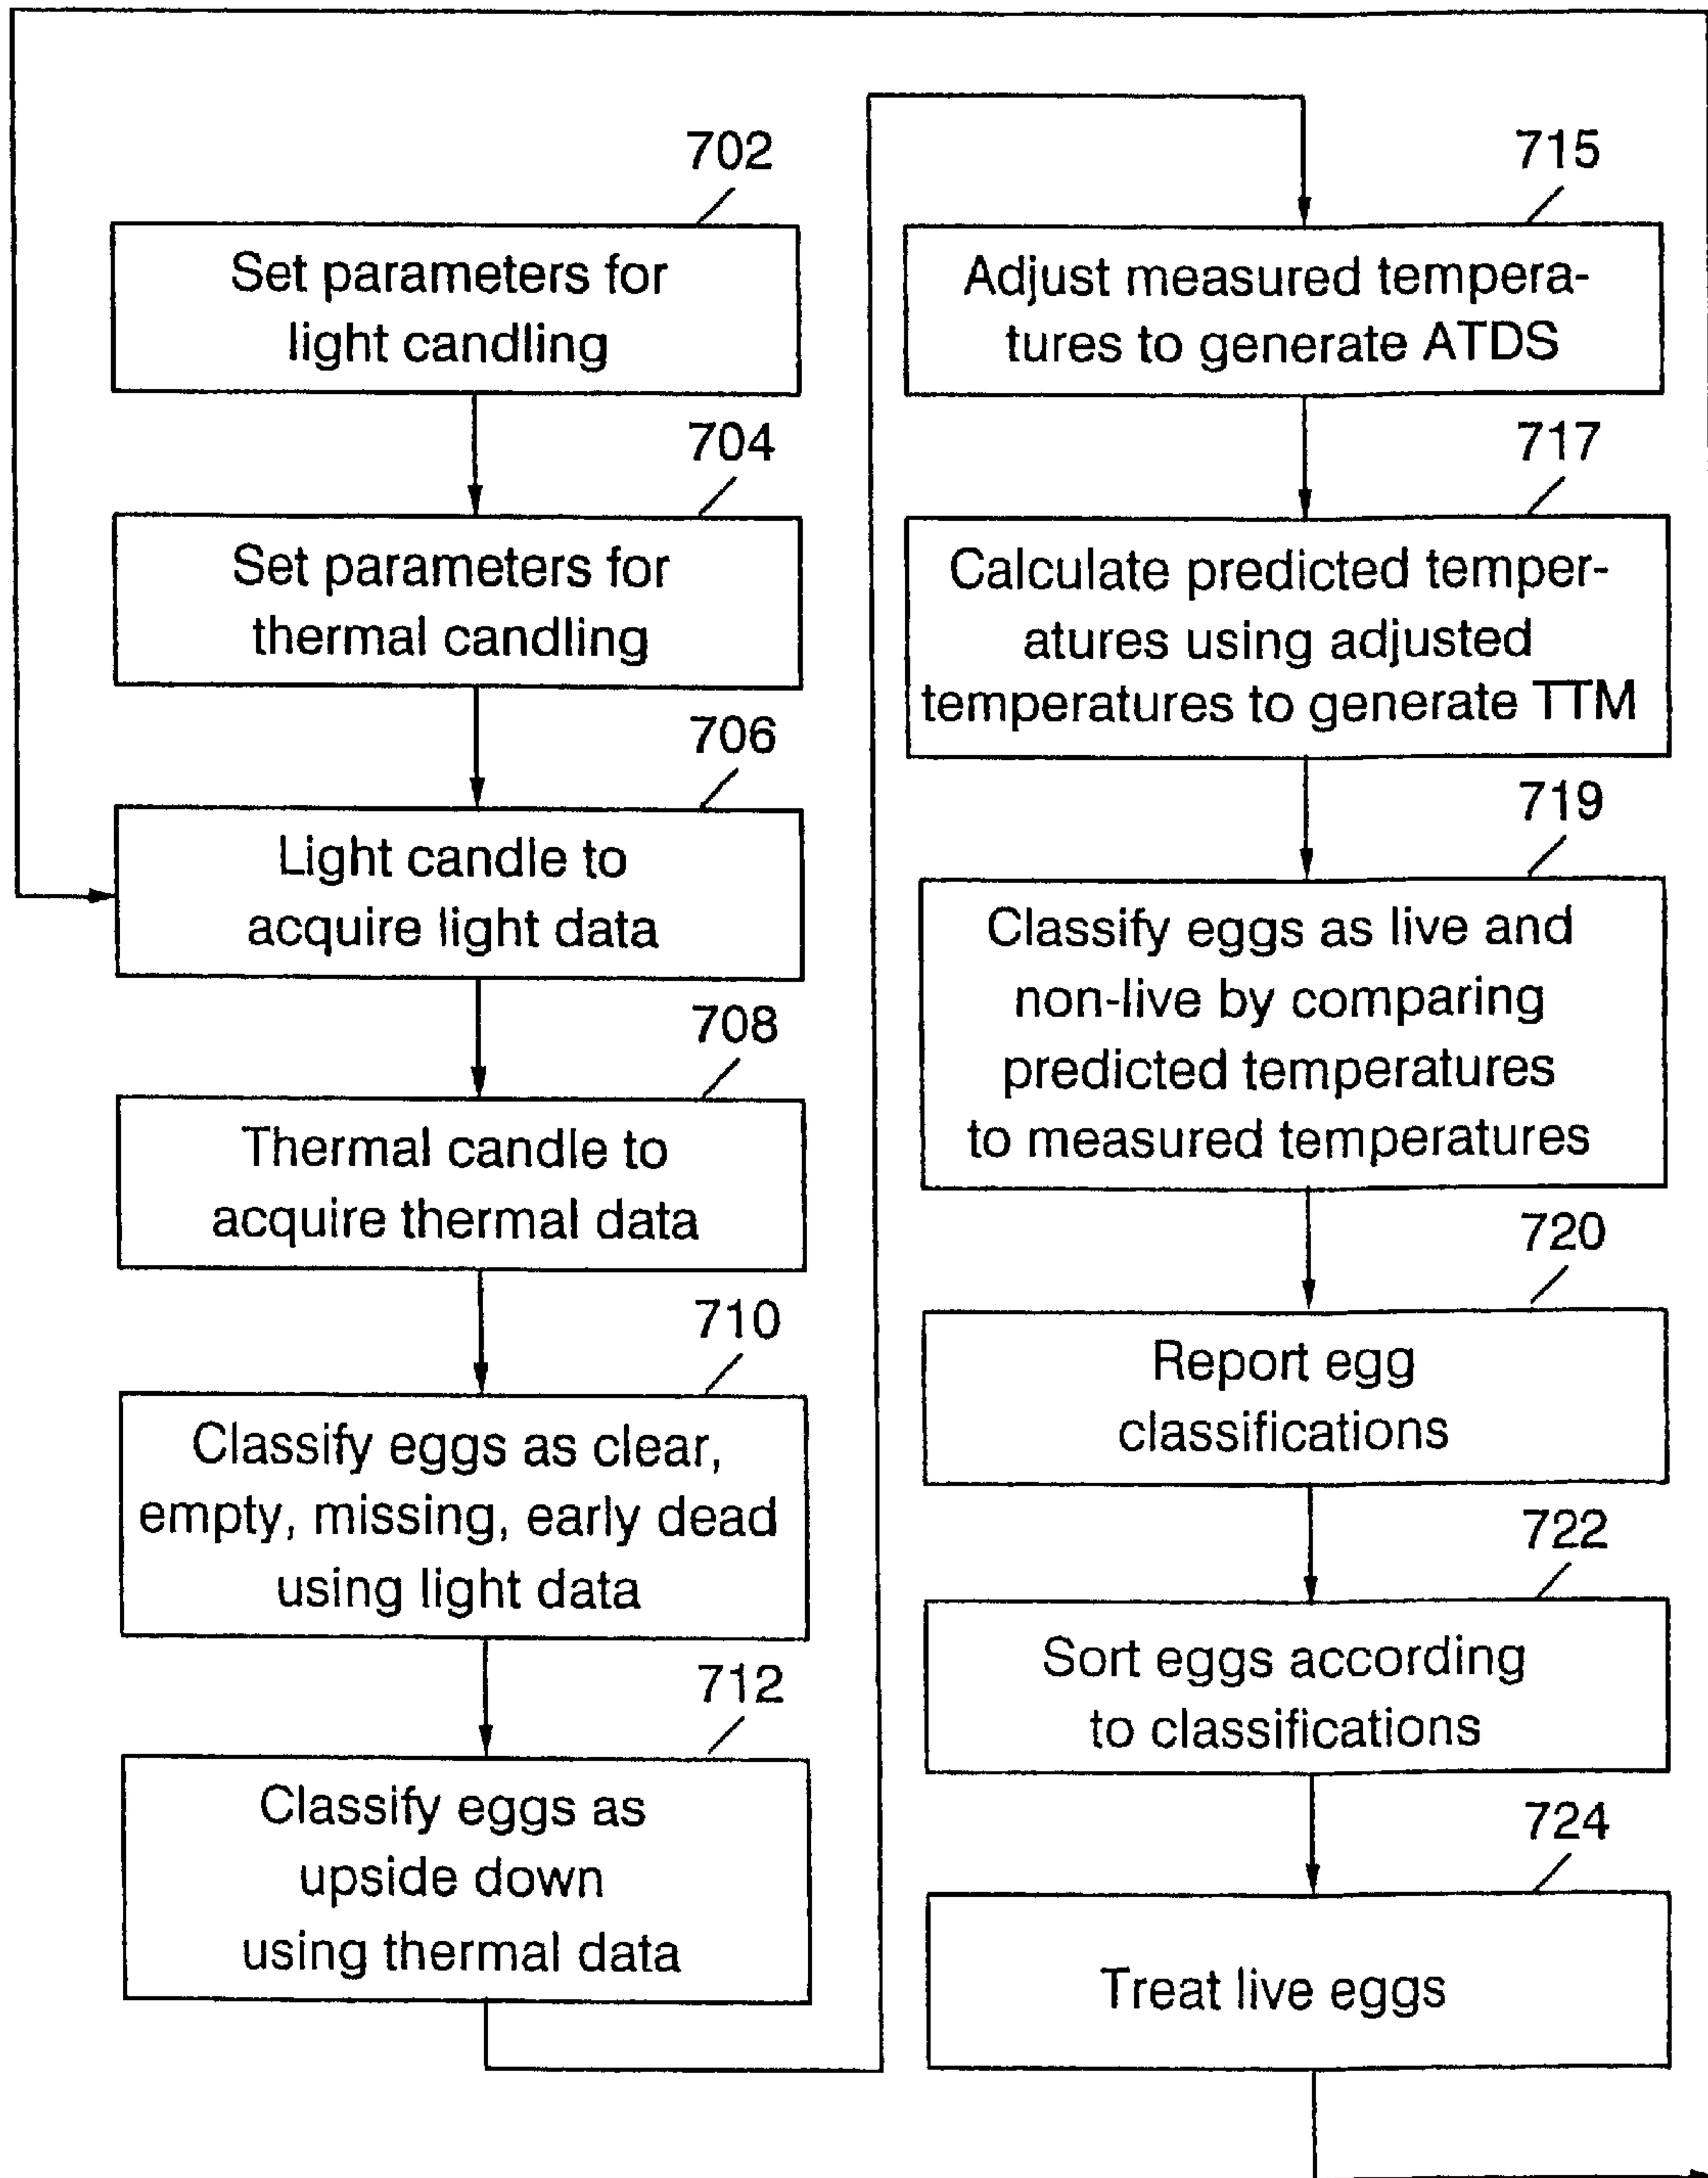 702
Set parameters for
light candling
704
Set parameters for
thermal candling
706
Light candle to
acquire light data
708
Thermal candle to
acquire thermal data
710
Classify eggs as clear,
empty, missing, early dead
using light data
712
Classify eggs as
upside down
using thermal data
715
Adjust measured tempera-
tures to generate ATDS
717
Calculate predicted temper-
atures using adjusted
temperatures to generate TTM
719
Classify eggs as live and
non-live by comparing
predicted temperatures
to measured temperatures
720
Report egg
classifications
722
Sort eggs according
to classifications
724
Treat live eggs